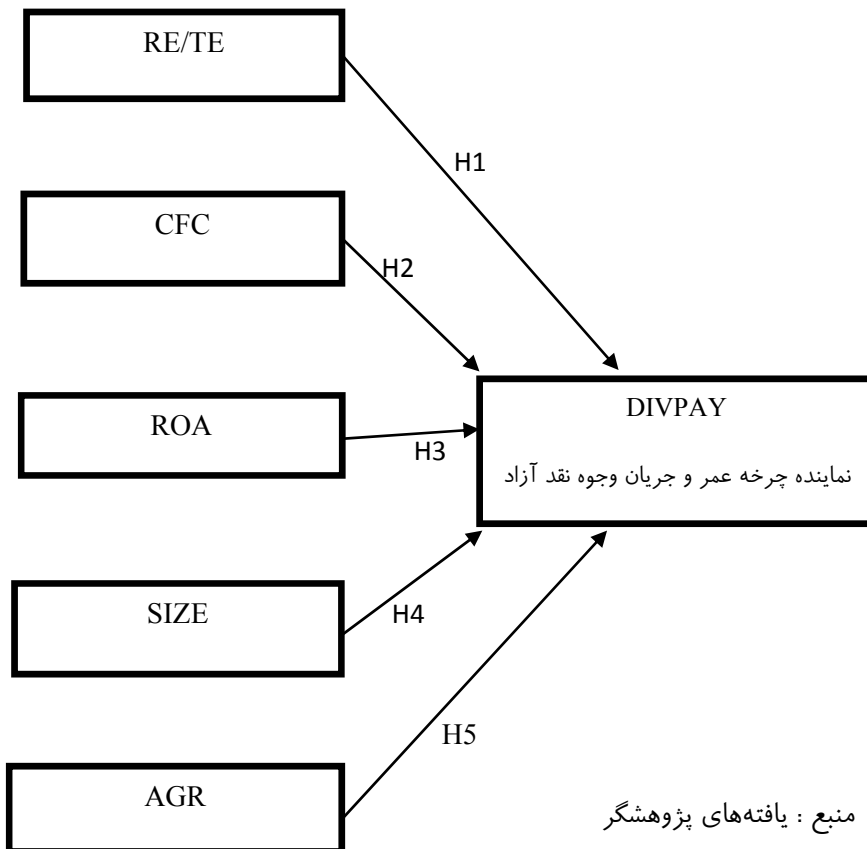 RE/TE
H1
CFC
H2
DIVPAY
نماینده چرخه عمر و جریان وجوه نقد آزاد
ROA
H3
SIZE
H4
H5
AGR
منبع : یافته‌های پژوهشگر